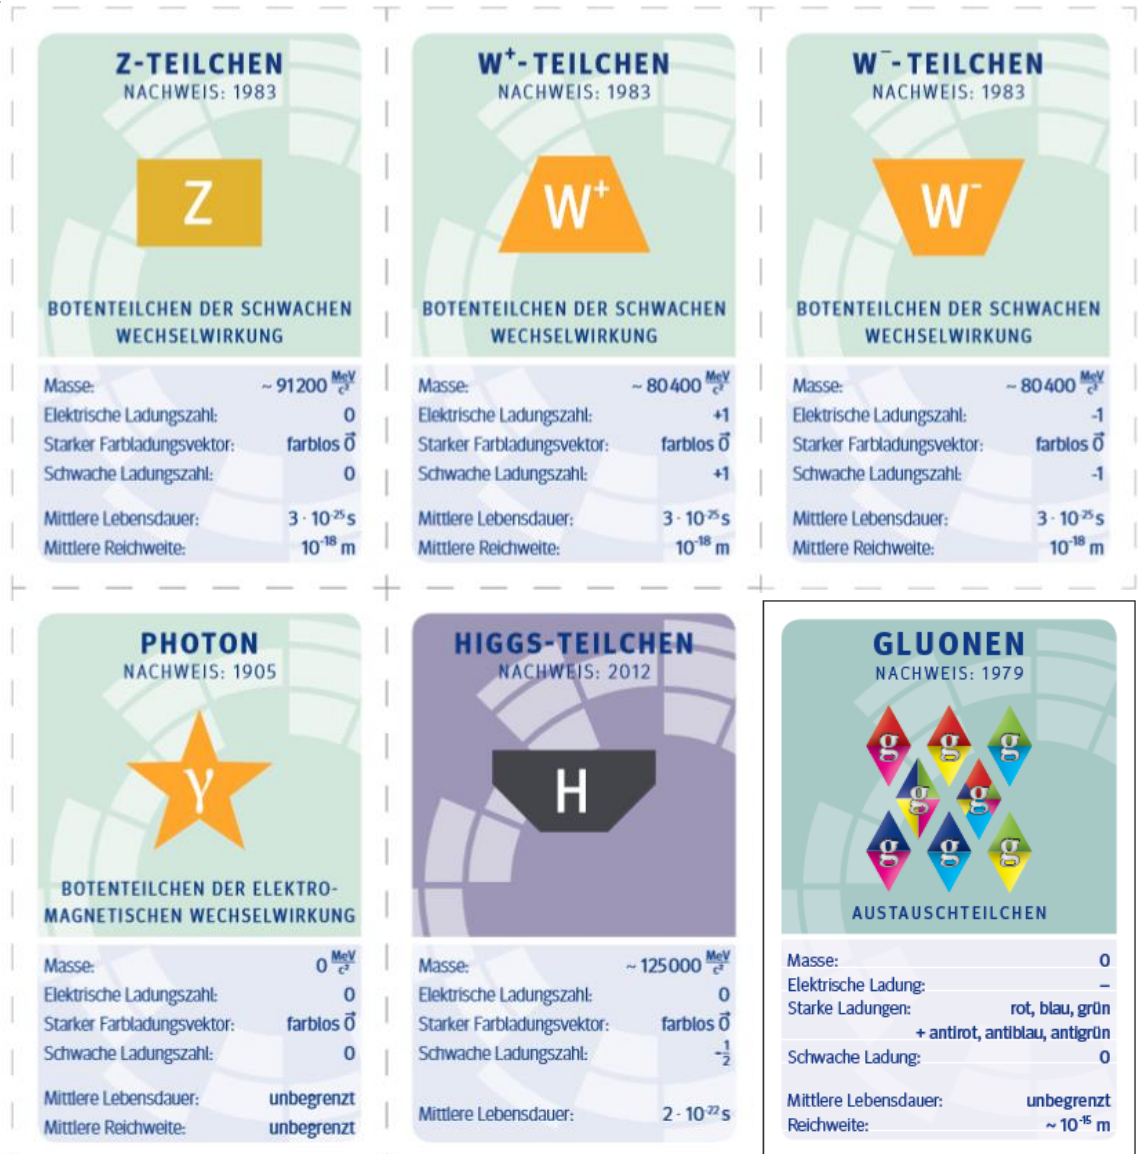 Z-TEILCHEN
NACHWEIS: 1983
Z
BOTENTEILCHEN DER SCHWACHEN
WECHSELWIRKUNG
Masse: ~ 91200 MeV/c²
Elektrische Ladungszahl: 0
Starker Farbladungsvektor: farblos 0⃗
Schwache Ladungszahl: 0
Mittlere Lebensdauer: 3 · 10⁻²⁵ s
Mittlere Reichweite: 10⁻¹⁸ m
W⁺-TEILCHEN
NACHWEIS: 1983
W⁺
BOTENTEILCHEN DER SCHWACHEN
WECHSELWIRKUNG
Masse: ~ 80400 MeV/c²
Elektrische Ladungszahl: +1
Starker Farbladungsvektor: farblos 0⃗
Schwache Ladungszahl: +1
Mittlere Lebensdauer: 3 · 10⁻²⁵ s
Mittlere Reichweite: 10⁻¹⁸ m
W⁻-TEILCHEN
NACHWEIS: 1983
W⁻
BOTENTEILCHEN DER SCHWACHEN
WECHSELWIRKUNG
Masse: ~ 80400 MeV/c²
Elektrische Ladungszahl: -1
Starker Farbladungsvektor: farblos 0⃗
Schwache Ladungszahl: -1
Mittlere Lebensdauer: 3 · 10⁻²⁵ s
Mittlere Reichweite: 10⁻¹⁸ m
PHOTON
NACHWEIS: 1905
γ
BOTENTEILCHEN DER ELEKTRO-
MAGNETISCHEN WECHSELWIRKUNG
Masse: 0 MeV/c²
Elektrische Ladungszahl: 0
Starker Farbladungsvektor: farblos 0⃗
Schwache Ladungszahl: 0
Mittlere Lebensdauer: unbegrenzt
Mittlere Reichweite: unbegrenzt
HIGGS-TEILCHEN
NACHWEIS: 2012
H
Masse: ~ 125000 MeV/c²
Elektrische Ladungszahl: 0
Starker Farbladungsvektor: farblos 0⃗
Schwache Ladungszahl: -1/2
Mittlere Lebensdauer: 2 · 10⁻²² s
GLUONEN
NACHWEIS: 1979
g g g
g g
g g g
AUSTAUSCHTEILCHEN
Masse: 0
Elektrische Ladung: –
Starke Ladungen: rot, blau, grün
+ antirot, antiblau, antigrün
Schwache Ladung: 0
Mittlere Lebensdauer: unbegrenzt
Reichweite: ~ 10⁻¹⁵ m